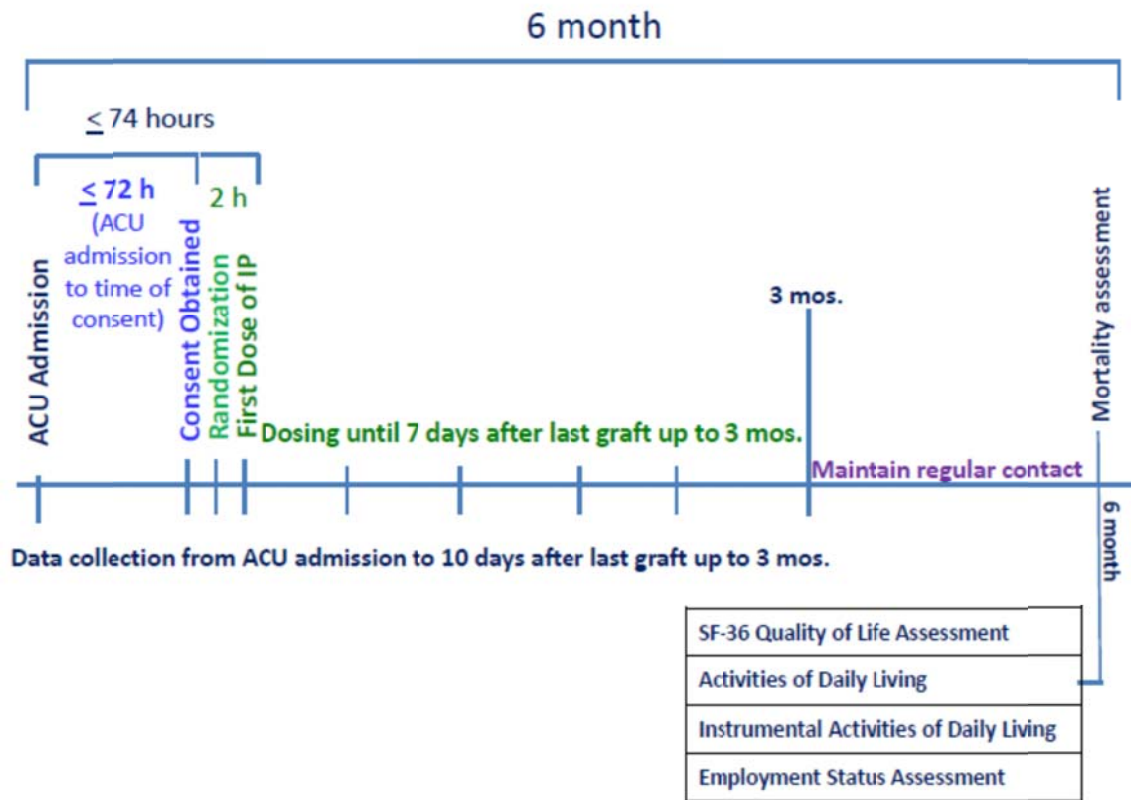 6 month
≤ 74 hours
≤ 72 h
(ACU
admission
to time of
consent)
2 h
ACU Admission
Consent Obtained
Randomization
First Dose of IP
3 mos.
Mortality assessment
Dosing until 7 days after last graft up to 3 mos.
Maintain regular contact
6 month
Data collection from ACU admission to 10 days after last graft up to 3 mos.
SF-36 Quality of Life Assessment
Activities of Daily Living
Instrumental Activities of Daily Living
Employment Status Assessment